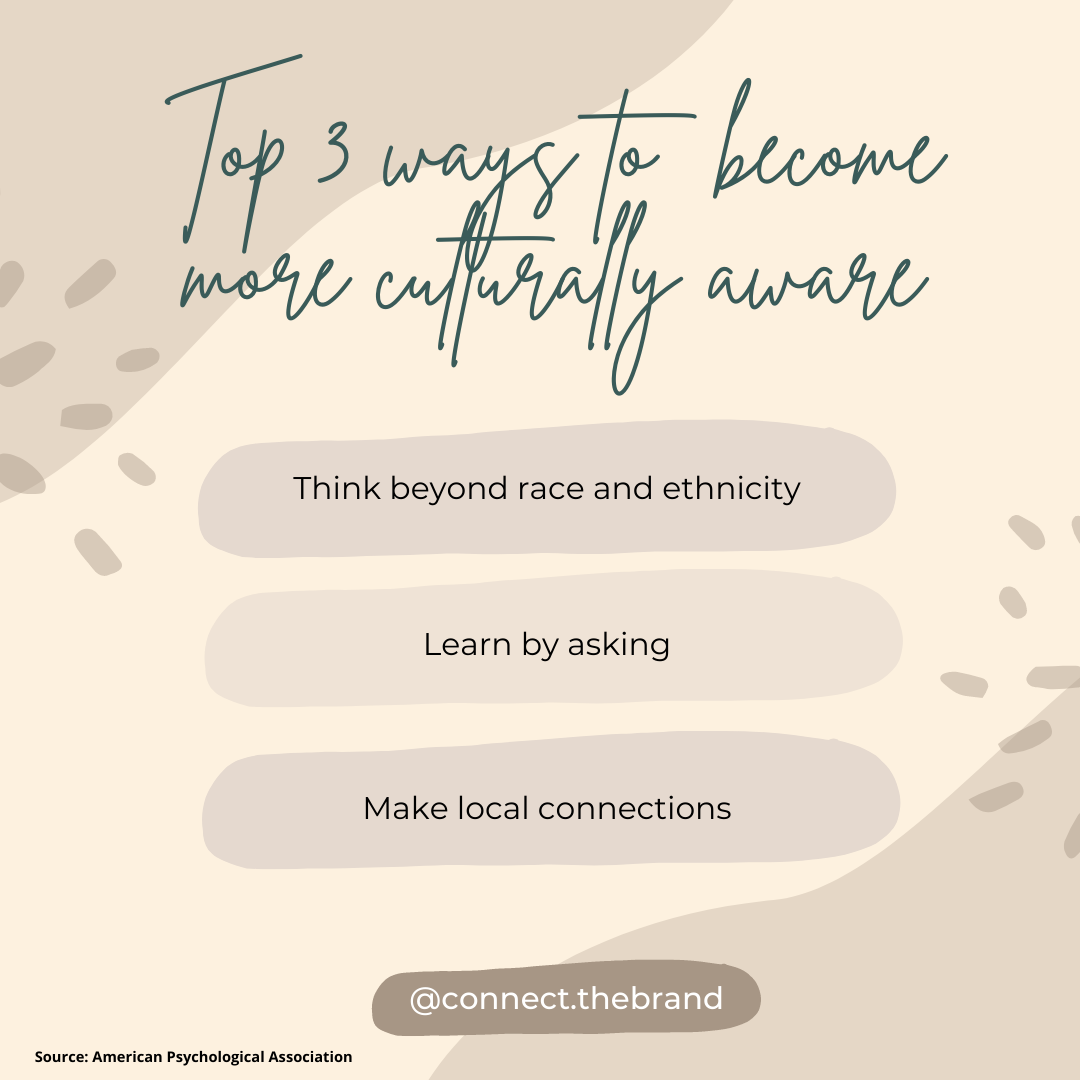 Top 3 ways to become
more culturally aware
Think beyond race and ethnicity
Learn by asking
Make local connections
@connect.thebrand
Source: American Psychological Association